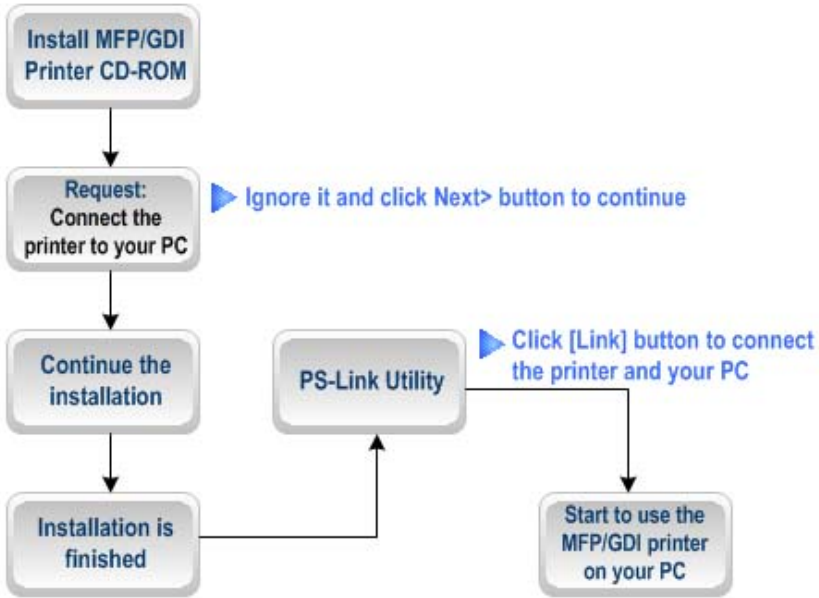 Install MFP/GDI
Printer CD-ROM
Request:
Connect the
printer to your PC
Ignore it and click Next> button to continue
Continue the
installation
Installation is
finished
PS-Link Utility
Click [Link] button to connect
the printer and your PC
Start to use the
MFP/GDI printer
on your PC